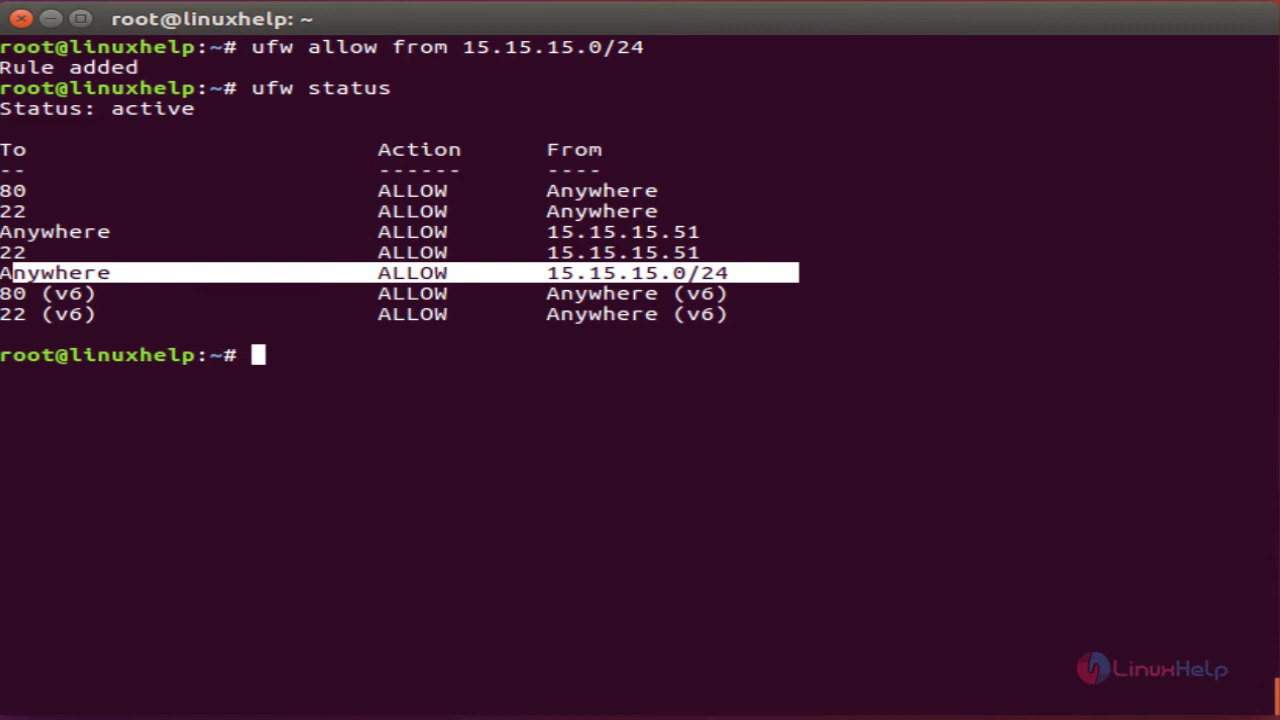 root@linuxhelp: ~
root@linuxhelp:~# ufw allow from 15.15.15.0/24
Rule added
root@linuxhelp:~# ufw status
Status: active
To Action From
-- ------ ----
80 ALLOW Anywhere
22 ALLOW Anywhere
Anywhere ALLOW 15.15.15.51
22 ALLOW 15.15.15.51
Anywhere ALLOW 15.15.15.0/24
80 (v6) ALLOW Anywhere (v6)
22 (v6) ALLOW Anywhere (v6)
root@linuxhelp:~#
LinuxHelp